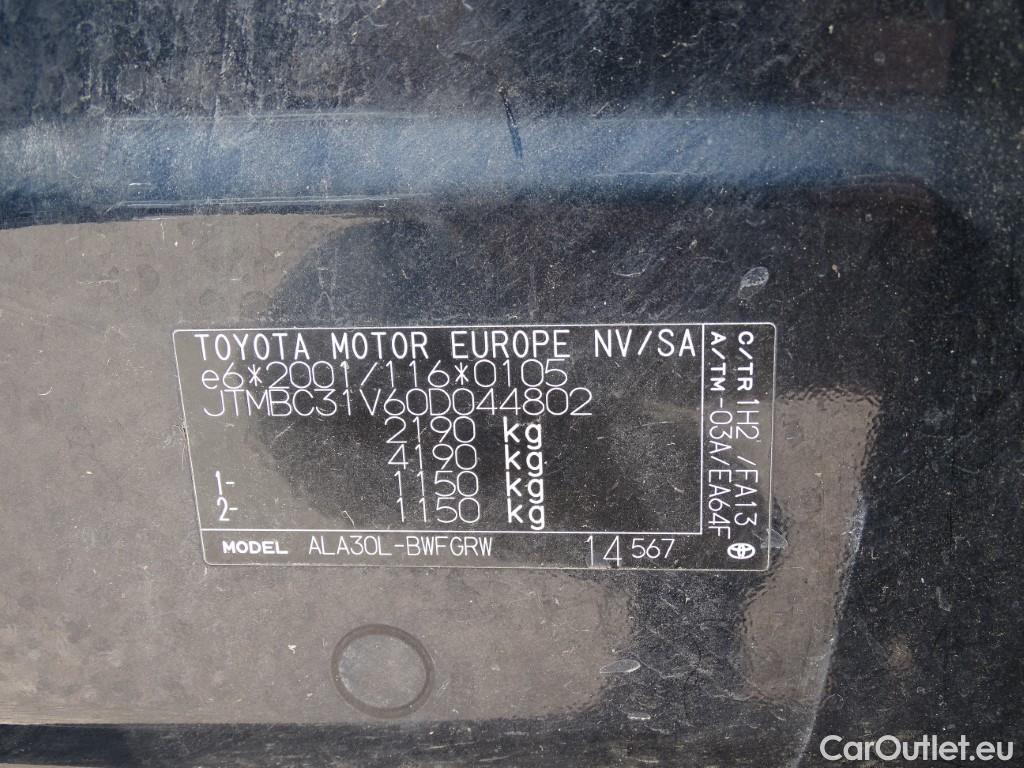 TOYOTA MOTOR EUROPE NV/SA
e6*2001/116*0105
JTMBC31V60D044802
2190 kg
4190 kg
1- 1150 kg
2- 1150 kg
MODEL ALA30L-BWFGRW 14 567
C/TR 1H2 /FA13
A/TM -03A/EA64F
CarOutlet.eu